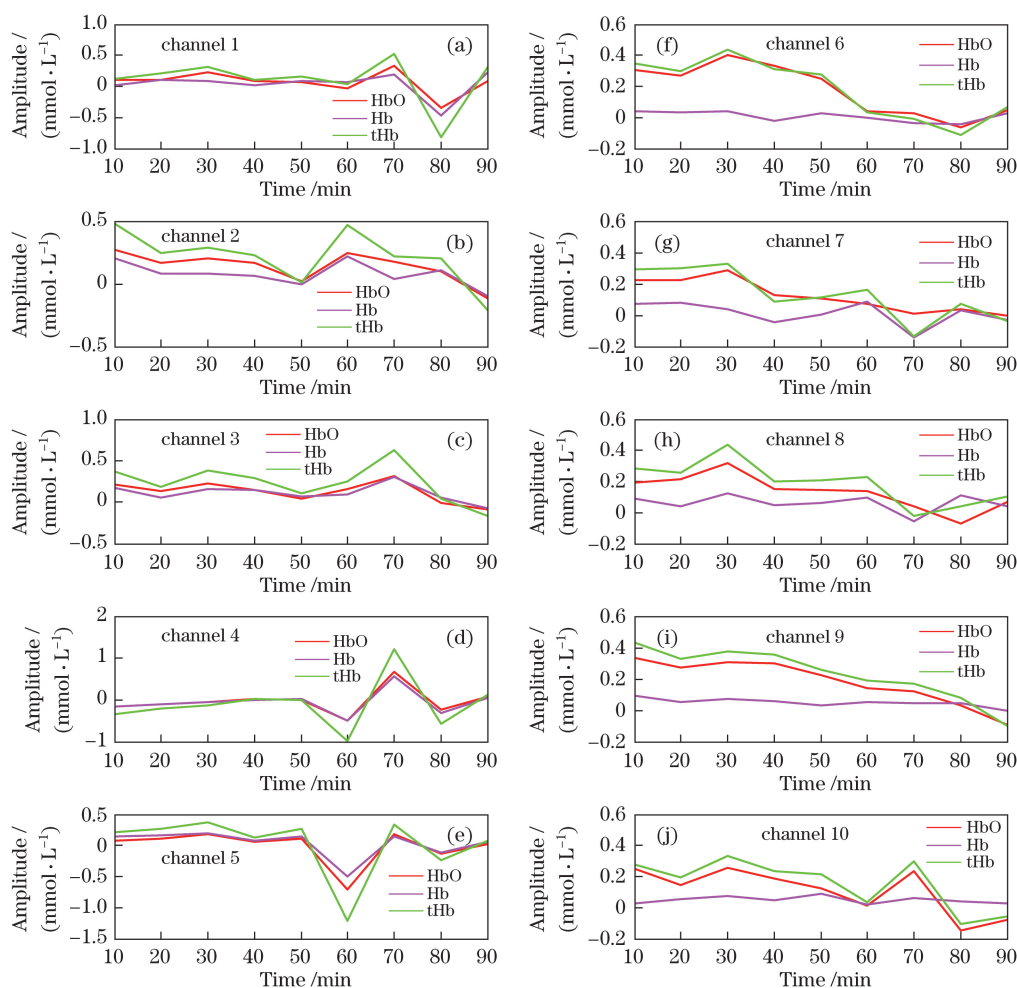 Amplitude /
(mmol·L⁻¹)
1.0
0.5
0
−0.5
−1.0
channel 1
(a)
HbO
Hb
tHb
10 20 30 40 50 60 70 80 90
Time /min
Amplitude /
(mmol·L⁻¹)
0.5
0
−0.5
channel 2
(b)
HbO
Hb
tHb
10 20 30 40 50 60 70 80 90
Time /min
Amplitude /
(mmol·L⁻¹)
1.0
0.5
0
−0.5
channel 3
(c)
HbO
Hb
tHb
10 20 30 40 50 60 70 80 90
Time /min
Amplitude /
(mmol·L⁻¹)
2
1
0
−1
channel 4
(d)
HbO
Hb
tHb
10 20 30 40 50 60 70 80 90
Time /min
Amplitude /
(mmol·L⁻¹)
0.5
0
−0.5
−1.0
−1.5
channel 5
(e)
HbO
Hb
tHb
10 20 30 40 50 60 70 80 90
Time /min
Amplitude /
(mmol·L⁻¹)
0.6
0.4
0.2
0
−0.2
(f)
channel 6
HbO
Hb
tHb
10 20 30 40 50 60 70 80 90
Time /min
Amplitude /
(mmol·L⁻¹)
0.6
0.4
0.2
0
−0.2
(g)
channel 7
HbO
Hb
tHb
10 20 30 40 50 60 70 80 90
Time /min
Amplitude /
(mmol·L⁻¹)
0.6
0.4
0.2
0
−0.2
(h)
channel 8
HbO
Hb
tHb
10 20 30 40 50 60 70 80 90
Time /min
Amplitude /
(mmol·L⁻¹)
0.6
0.4
0.2
0
−0.2
(i)
channel 9
HbO
Hb
tHb
10 20 30 40 50 60 70 80 90
Time /min
Amplitude /
(mmol·L⁻¹)
0.6
0.4
0.2
0
−0.2
(j)
channel 10
HbO
Hb
tHb
10 20 30 40 50 60 70 80 90
Time /min